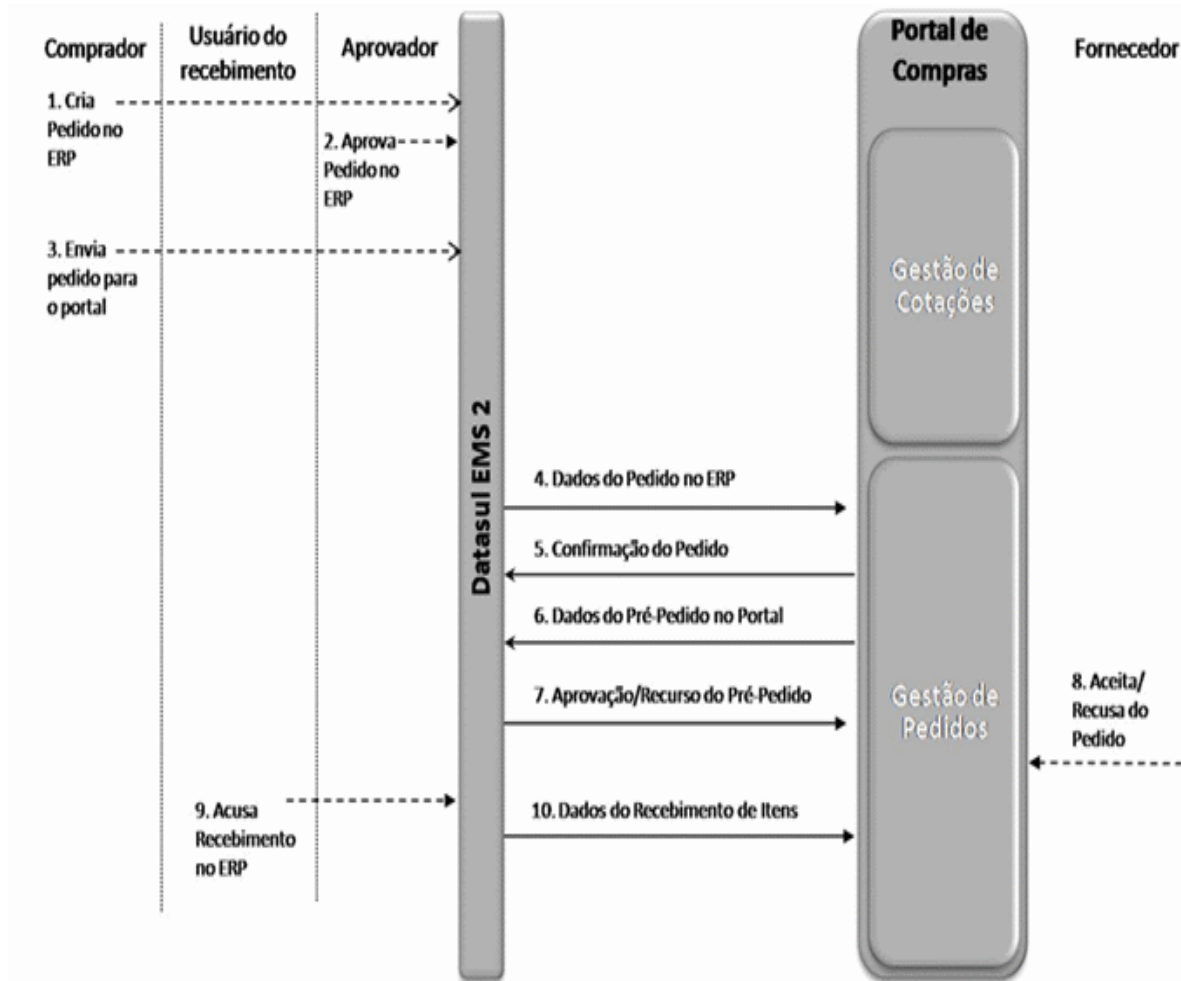 Comprador
Usuário do
recebimento
Aprovador
Portal de
Compras
Fornecedor
1. Cria
Pedido no
ERP
2. Aprova
Pedido no
ERP
3. Envia
pedido para
o portal
Gestão de
Cotações
Datasul EMS 2
4. Dados do Pedido no ERP
5. Confirmação do Pedido
6. Dados do Pré-Pedido no Portal
7. Aprovação/Recurso do Pré-Pedido
Gestão de
Pedidos
8. Aceita/
Recusa do
Pedido
9. Acusa
Recebimento
no ERP
10. Dados do Recebimento de Itens